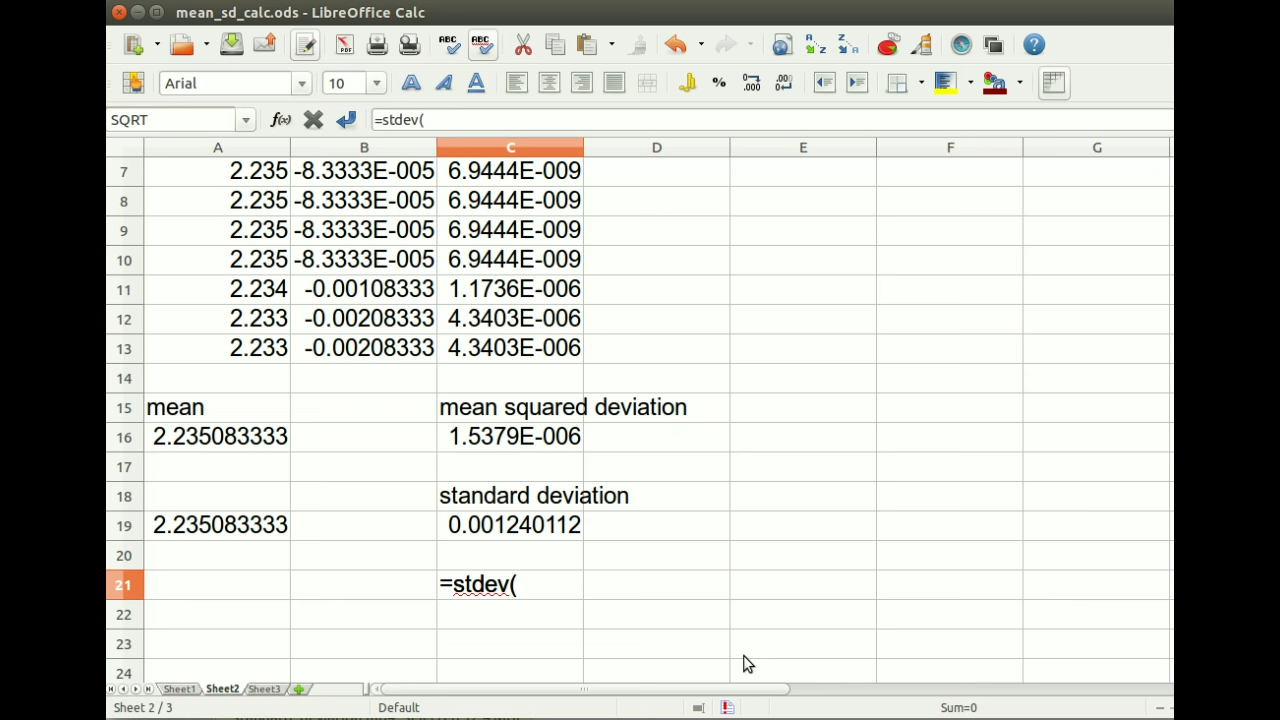 mean_sd_calc.ods - LibreOffice Calc
Arial 10
SQRT =stdev(
A B C D E F G
7 2.235 -8.3333E-005 6.9444E-009
8 2.235 -8.3333E-005 6.9444E-009
9 2.235 -8.3333E-005 6.9444E-009
10 2.235 -8.3333E-005 6.9444E-009
11 2.234 -0.00108333 1.1736E-006
12 2.233 -0.00208333 4.3403E-006
13 2.233 -0.00208333 4.3403E-006
14
15 mean mean squared deviation
16 2.235083333 1.5379E-006
17
18 standard deviation
19 2.235083333 0.001240112
20
21 =stdev(
22
23
24
Sheet1 Sheet2 Sheet3
Sheet 2 / 3 Default Sum=0